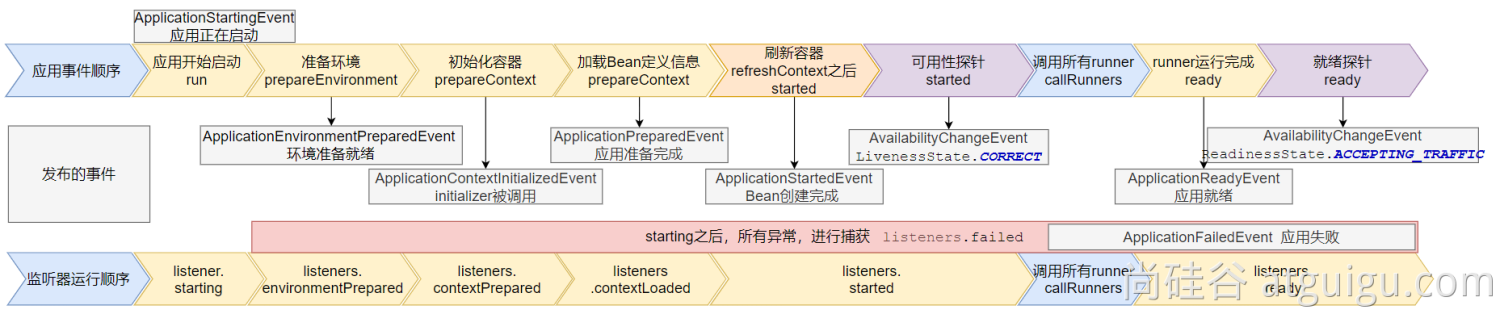 ApplicationStartingEvent
应用正在启动
应用事件顺序
应用开始启动
run
准备环境
prepareEnvironment
初始化容器
prepareContext
加载Bean定义信息
prepareContext
刷新容器
refreshContext之后
started
可用性探针
started
调用所有runner
callRunners
runner运行完成
ready
就绪探针
ready
发布的事件
ApplicationEnvironmentPreparedEvent
环境准备就绪
ApplicationContextInitializedEvent
initializer被调用
ApplicationPreparedEvent
应用准备完成
ApplicationStartedEvent
Bean创建完成
AvailabilityChangeEvent
LivenessState.CORRECT
ApplicationReadyEvent
应用就绪
AvailabilityChangeEvent
ReadinessState.ACCEPTING_TRAFFIC
starting之后，所有异常，进行捕获 listeners.failed
ApplicationFailedEvent 应用失败
监听器运行顺序
listener.
starting
listeners.
environmentPrepared
listeners.
contextPrepared
listeners
.contextLoaded
listeners.
started
调用所有runner
callRunners
listeners.
ready
尚硅谷 atguigu.com